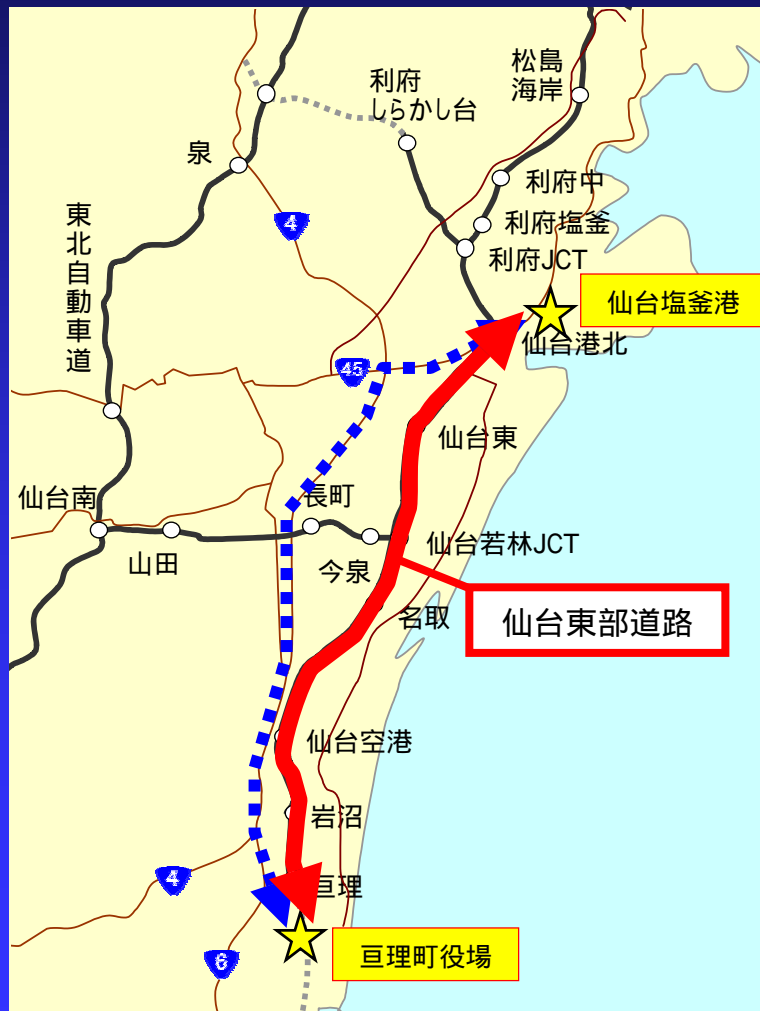 松島
海岸
利府
しらかし台
泉
利府中
4
東北自動車道
利府塩釜
利府JCT
仙台塩釜港
仙台港北
45
仙台東
仙台南
長町
山田
仙台若林JCT
今泉
名取
仙台東部道路
仙台空港
岩沼
4
亘理
亘理町役場
6